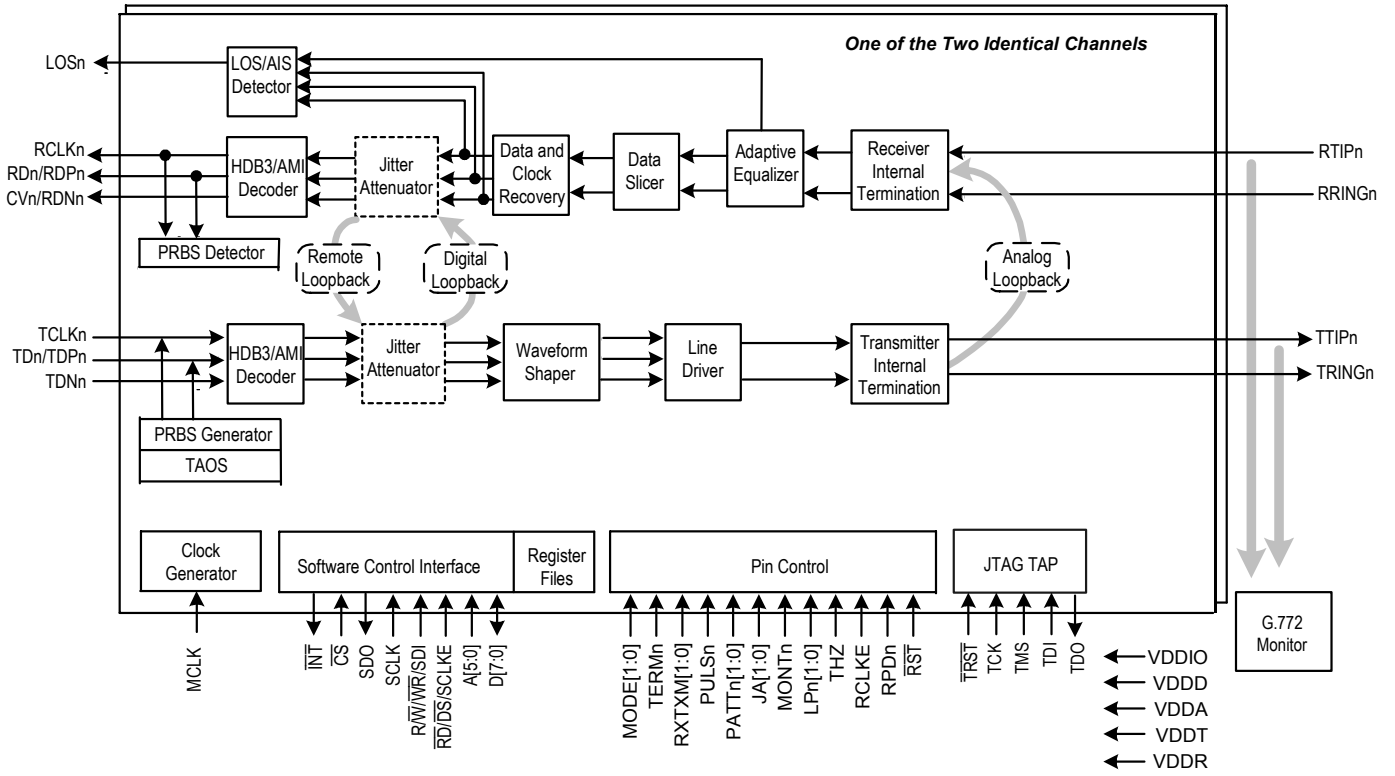 One of the Two Identical Channels
LOSn
LOS/AIS
Detector
RCLKn
RDn/RDPn
CVn/RDNn
HDB3/AMI
Decoder
Jitter
Attenuator
Data and
Clock
Recovery
Data
Slicer
Adaptive
Equalizer
Receiver
Internal
Termination
RTIPn
RRINGn
PRBS Detector
Remote
Loopback
Digital
Loopback
Analog
Loopback
TCLKn
TDn/TDPn
TDNn
HDB3/AMI
Decoder
Jitter
Attenuator
Waveform
Shaper
Line
Driver
Transmitter
Internal
Termination
TTIPn
TRINGn
PRBS Generator
TAOS
Clock
Generator
Software Control Interface
Register
Files
Pin Control
JTAG TAP
G.772
Monitor
MCLK
INT
CS
SDO
SCLK
R/W/WR/SDI
RD/DS/SCLKE
A[5:0]
D[7:0]
MODE[1:0]
TERMn
RXTXM[1:0]
PULSn
PATTn[1:0]
JA[1:0]
MONTn
LPn[1:0]
THZ
RCLKE
RPDn
RST
TRST
TCK
TMS
TDI
TDO
VDDIO
VDDD
VDDA
VDDT
VDDR